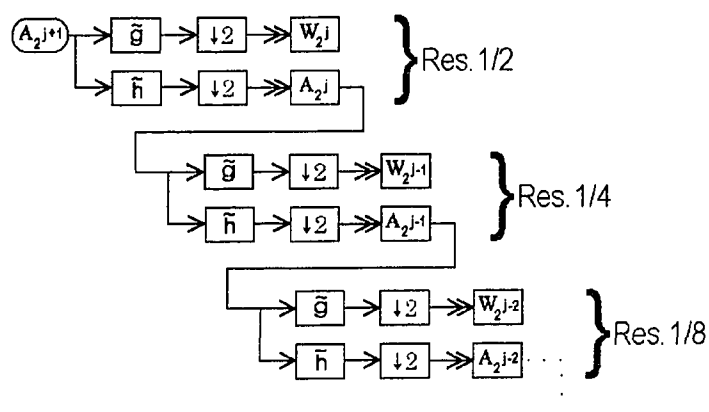 A₂j+1 g̃ ↓2 W₂j
h̃ ↓2 A₂j
Res. 1/2
g̃ ↓2 W₂j-1
h̃ ↓2 A₂j-1
Res. 1/4
g̃ ↓2 W₂j-2
h̃ ↓2 A₂j-2
Res. 1/8